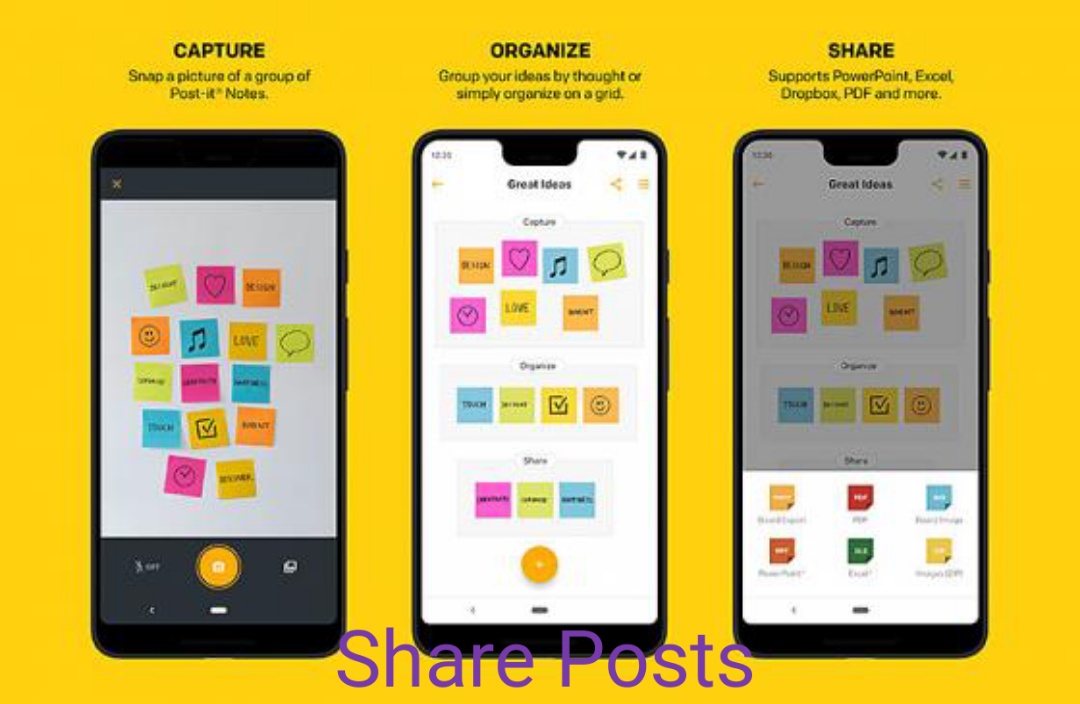 CAPTURE
Snap a picture of a group of
Post-it® Notes.
ORGANIZE
Group your ideas by thought or
simply organize on a grid.
SHARE
Supports PowerPoint, Excel,
Dropbox, PDF and more.
DESIGN
LOVE
TOUCH
OFF
12:30
Great Ideas
Capture
DESIGN
LOVE
Organize
TOUCH
Share
12:30
Great Ideas
Capture
DESIGN
LOVE
Organize
TOUCH
Share
Board Export
PDF
PDF
Board Image
PowerPoint®
XLS
Excel®
ZIP
Images (ZIP)
Share Posts